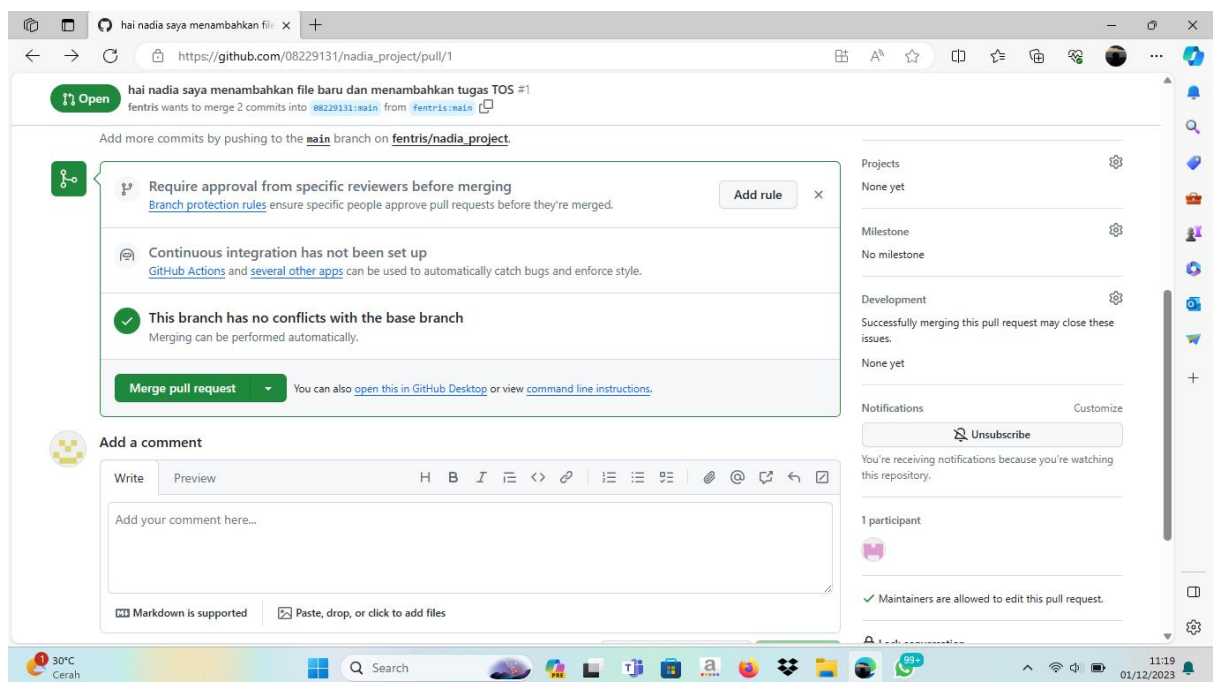 hai nadia saya menambahkan file
https://github.com/08229131/nadia_project/pull/1
Open
hai nadia saya menambahkan file baru dan menambahkan tugas TOS #1
fentris wants to merge 2 commits into 08229131:main from fentris:main
Add more commits by pushing to the main branch on fentris/nadia_project.
Require approval from specific reviewers before merging
Branch protection rules ensure specific people approve pull requests before they're merged.
Add rule
Continuous integration has not been set up
GitHub Actions and several other apps can be used to automatically catch bugs and enforce style.
This branch has no conflicts with the base branch
Merging can be performed automatically.
Merge pull request
You can also open this in GitHub Desktop or view command line instructions.
Add a comment
Write Preview
Add your comment here...
Markdown is supported
Paste, drop, or click to add files
Projects
None yet
Milestone
No milestone
Development
Successfully merging this pull request may close these
issues.
None yet
Notifications Customize
Unsubscribe
You're receiving notifications because you're watching
this repository.
1 participant
Maintainers are allowed to edit this pull request.
Lock conversation
1
30°C
Cerah
Search
PRE
a
99+
11:19
01/12/2023